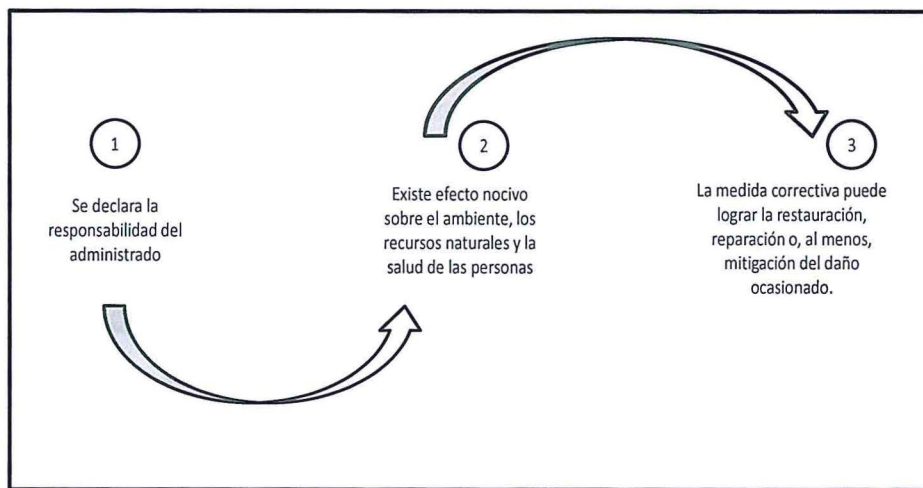 1
Se declara la
responsabilidad del
administrado
2
Existe efecto nocivo
sobre el ambiente, los
recursos naturales y la
salud de las personas
3
La medida correctiva puede
lograr la restauración,
reparación o, al menos,
mitigación del daño
ocasionado.